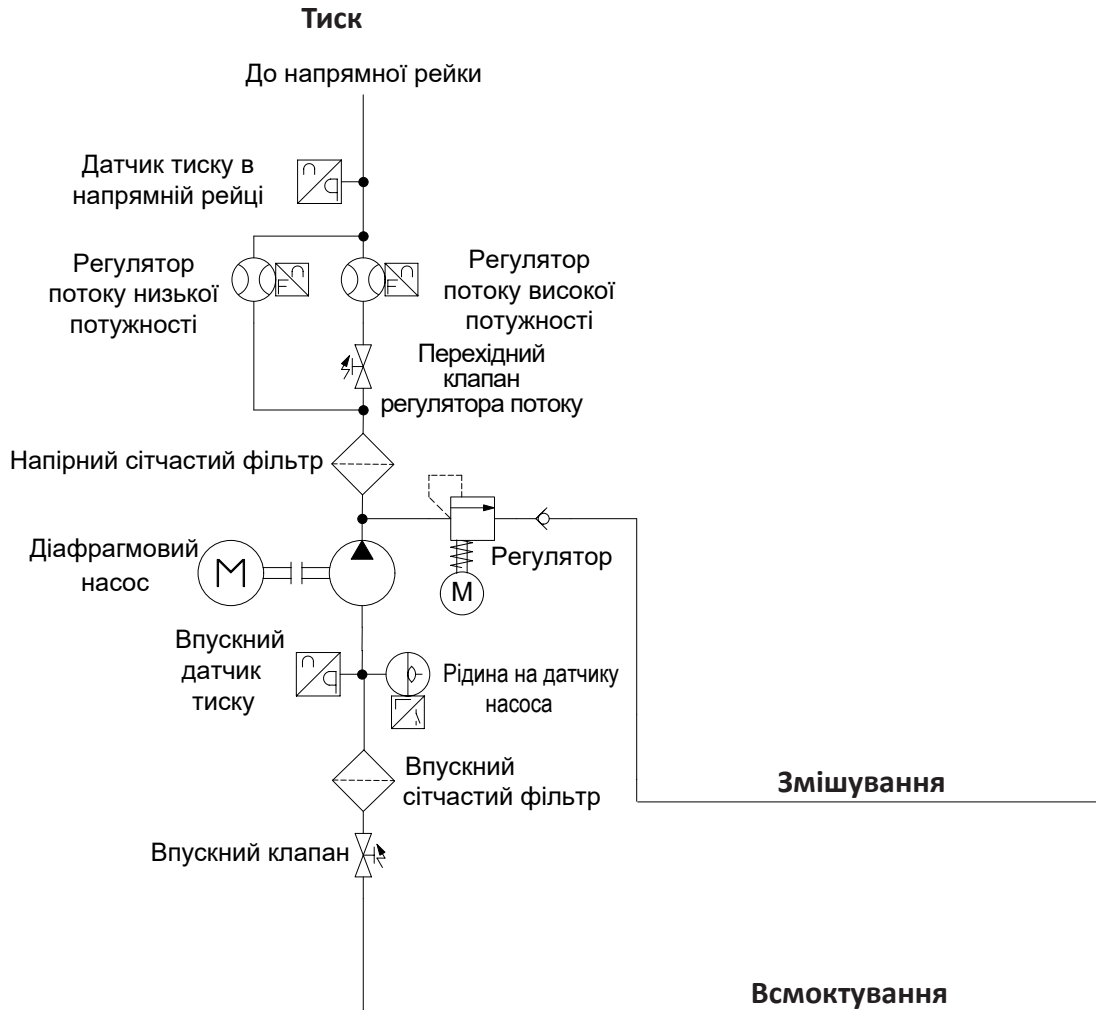 Тиск
До напрямної рейки
Датчик тиску в
напрямній рейці
Регулятор
потоку низької
потужності
Регулятор
потоку високої
потужності
Перехідний
клапан
регулятора потоку
Напірний сітчастий фільтр
Діафрагмовий
насос
M
Регулятор
M
Впускний
датчик
тиску
Рідина на датчику
насоса
Впускний
сітчастий фільтр
Змішування
Впускний клапан
Всмоктування